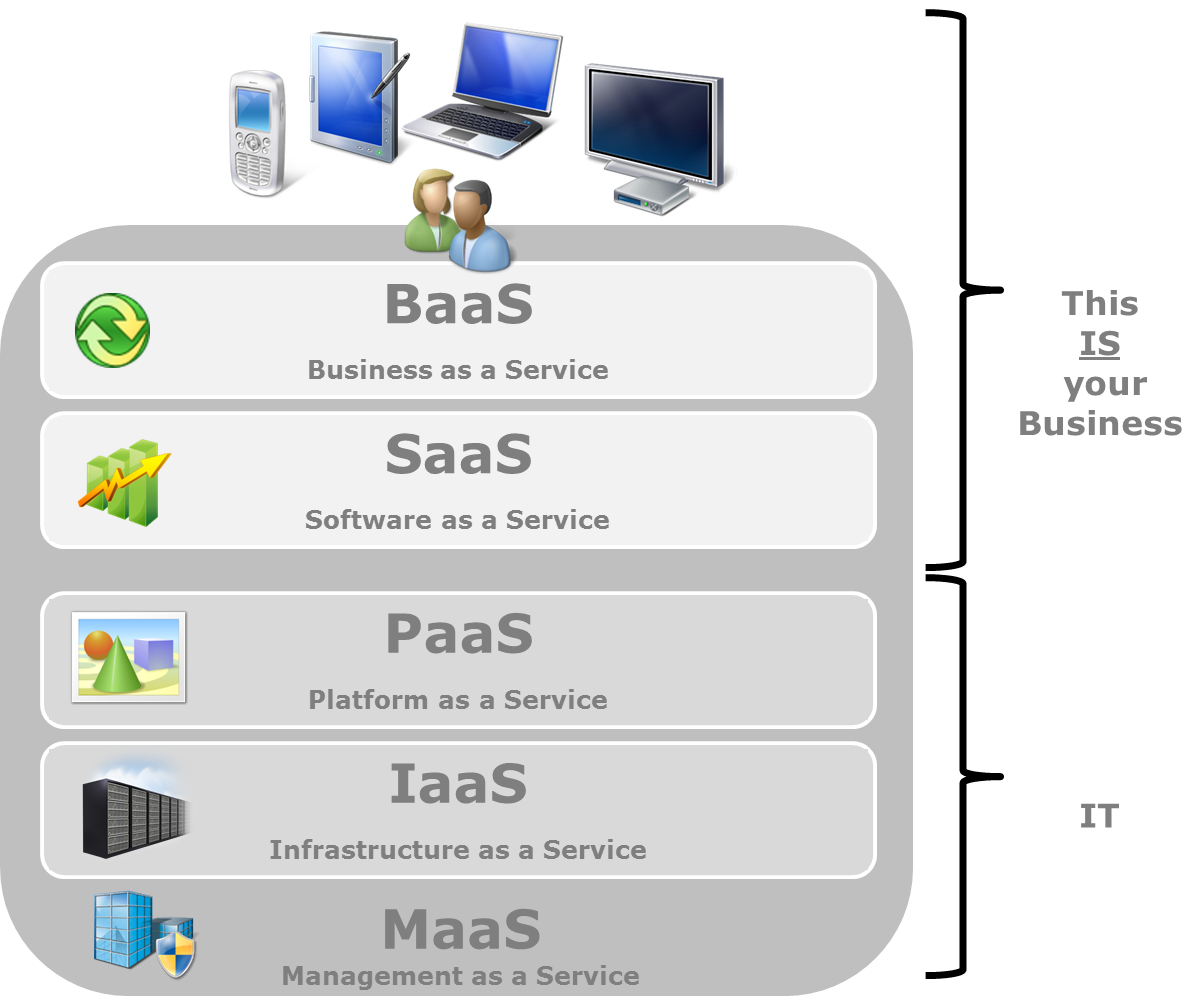 BaaS
Business as a Service
SaaS
Software as a Service
PaaS
Platform as a Service
IaaS
Infrastructure as a Service
MaaS
Management as a Service
This
IS
your
Business
IT